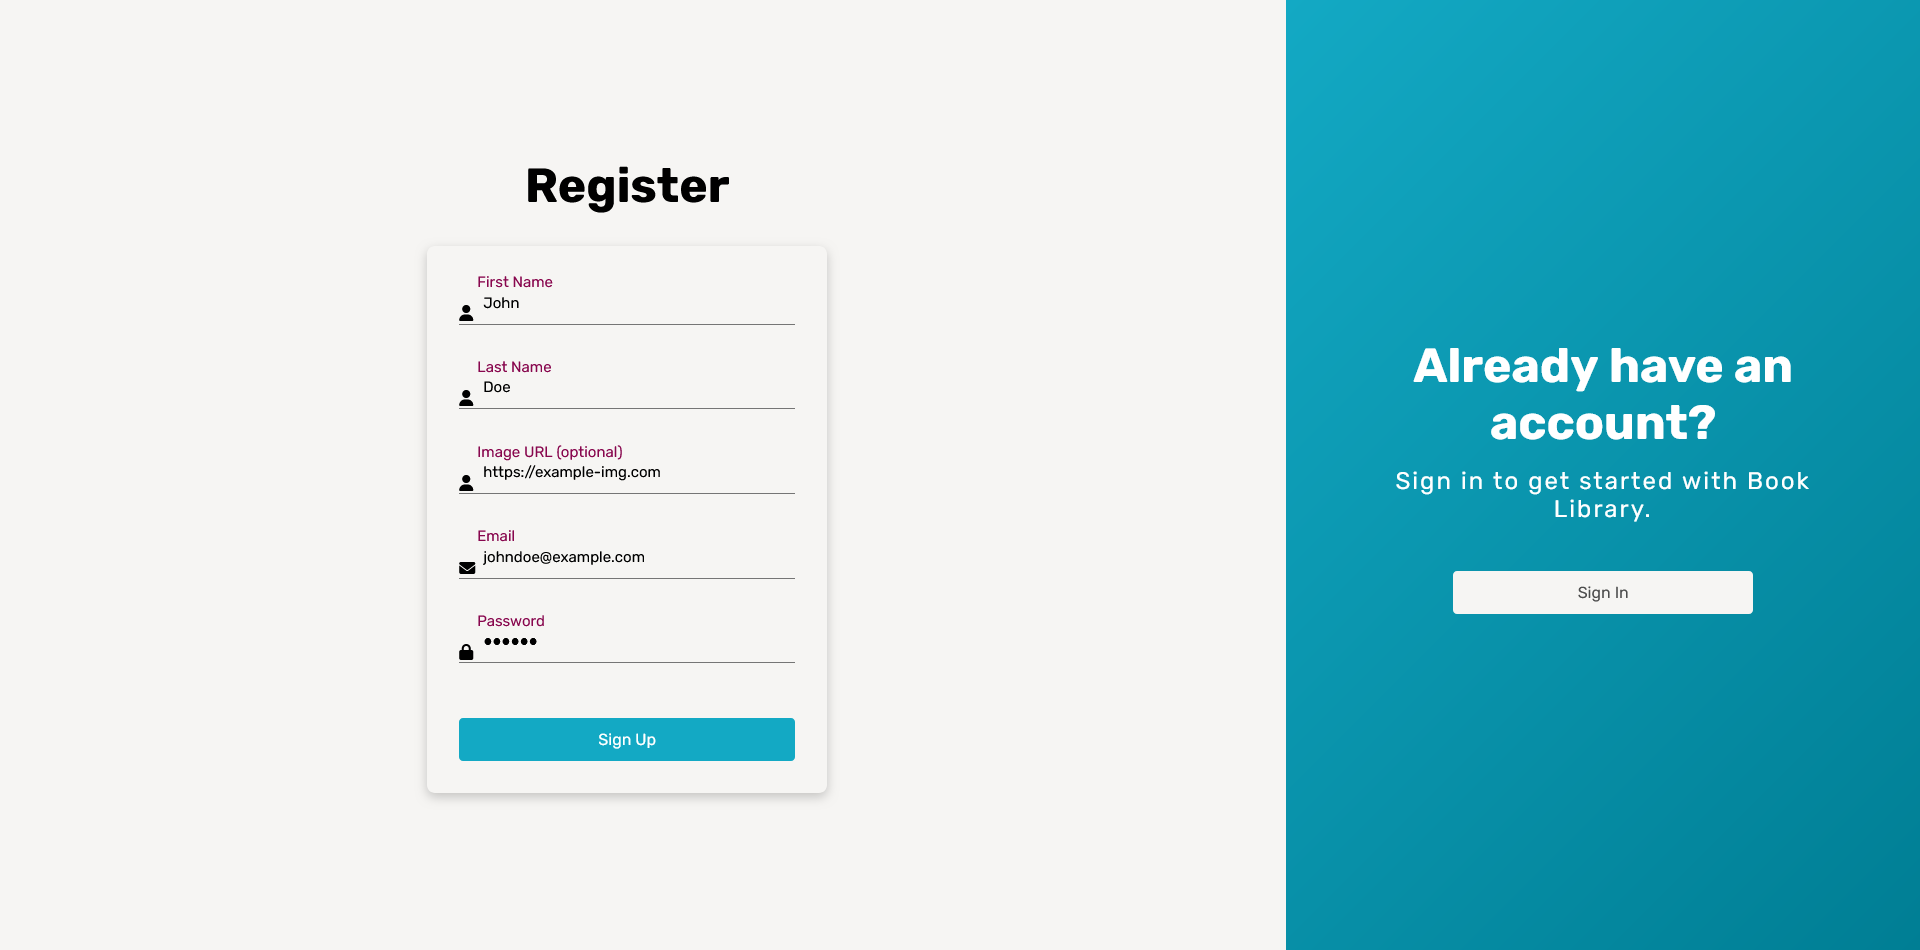 Register
First Name
John
Last Name
Doe
Image URL (optional)
https://example-img.com
Email
johndoe@example.com
Password
••••••
Sign Up
Already have an
account?
Sign in to get started with Book
Library.
Sign In